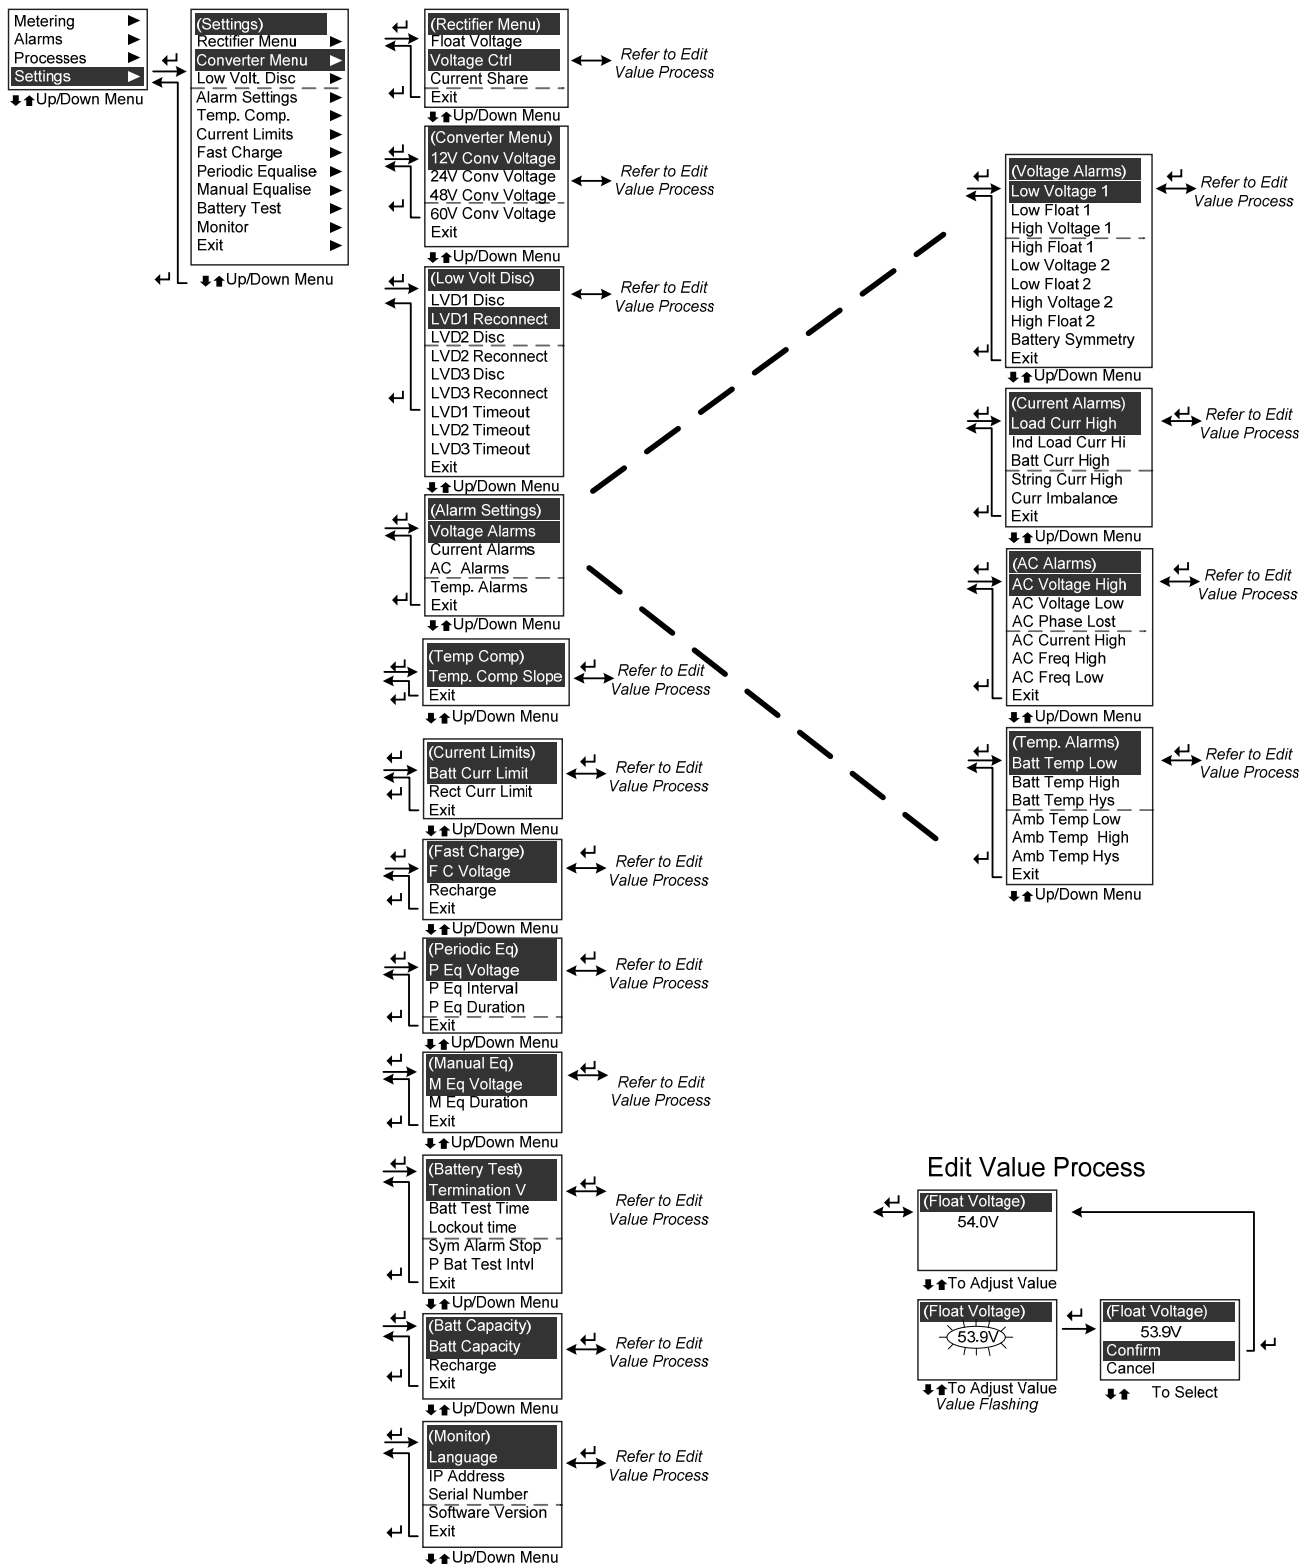 Metering
Alarms
Processes
Settings
Up/Down Menu
(Settings)
Rectifier Menu
Converter Menu
Low Volt. Disc
Alarm Settings
Temp. Comp.
Current Limits
Fast Charge
Periodic Equalise
Manual Equalise
Battery Test
Monitor
Exit
Up/Down Menu
(Rectifier Menu)
Float Voltage
Voltage Ctrl
Current Share
Exit
Up/Down Menu
Refer to Edit
Value Process
(Converter Menu)
12V Conv Voltage
24V Conv Voltage
48V Conv Voltage
60V Conv Voltage
Exit
Up/Down Menu
Refer to Edit
Value Process
(Low Volt Disc)
LVD1 Disc
LVD1 Reconnect
LVD2 Disc
LVD2 Reconnect
LVD3 Disc
LVD3 Reconnect
LVD1 Timeout
LVD2 Timeout
LVD3 Timeout
Exit
Up/Down Menu
Refer to Edit
Value Process
(Alarm Settings)
Voltage Alarms
Current Alarms
AC Alarms
Temp. Alarms
Exit
Up/Down Menu
(Temp Comp)
Temp. Comp Slope
Exit
Up/Down Menu
Refer to Edit
Value Process
(Current Limits)
Batt Curr Limit
Rect Curr Limit
Exit
Up/Down Menu
Refer to Edit
Value Process
(Fast Charge)
F C Voltage
Recharge
Exit
Up/Down Menu
Refer to Edit
Value Process
(Periodic Eq)
P Eq Voltage
P Eq Interval
P Eq Duration
Exit
Up/Down Menu
Refer to Edit
Value Process
(Manual Eq)
M Eq Voltage
M Eq Duration
Exit
Up/Down Menu
Refer to Edit
Value Process
(Battery Test)
Termination V
Batt Test Time
Lockout time
Sym Alarm Stop
P Bat Test Intvl
Exit
Up/Down Menu
Refer to Edit
Value Process
(Batt Capacity)
Batt Capacity
Recharge
Exit
Up/Down Menu
Refer to Edit
Value Process
(Monitor)
Language
IP Address
Serial Number
Software Version
Exit
Up/Down Menu
Refer to Edit
Value Process
(Voltage Alarms)
Low Voltage 1
Low Float 1
High Voltage 1
High Float 1
Low Voltage 2
Low Float 2
High Voltage 2
High Float 2
Battery Symmetry
Exit
Up/Down Menu
Refer to Edit
Value Process
(Current Alarms)
Load Curr High
Ind Load Curr Hi
Batt Curr High
String Curr High
Curr Imbalance
Exit
Up/Down Menu
Refer to Edit
Value Process
(AC Alarms)
AC Voltage High
AC Voltage Low
AC Phase Lost
AC Current High
AC Freq High
AC Freq Low
Exit
Up/Down Menu
Refer to Edit
Value Process
(Temp. Alarms)
Batt Temp Low
Batt Temp High
Batt Temp Hys
Amb Temp Low
Amb Temp High
Amb Temp Hys
Exit
Up/Down Menu
Refer to Edit
Value Process
Edit Value Process
(Float Voltage)
54.0V
To Adjust Value
(Float Voltage)
53.9V
To Adjust Value
Value Flashing
(Float Voltage)
53.9V
Confirm
Cancel
To Select